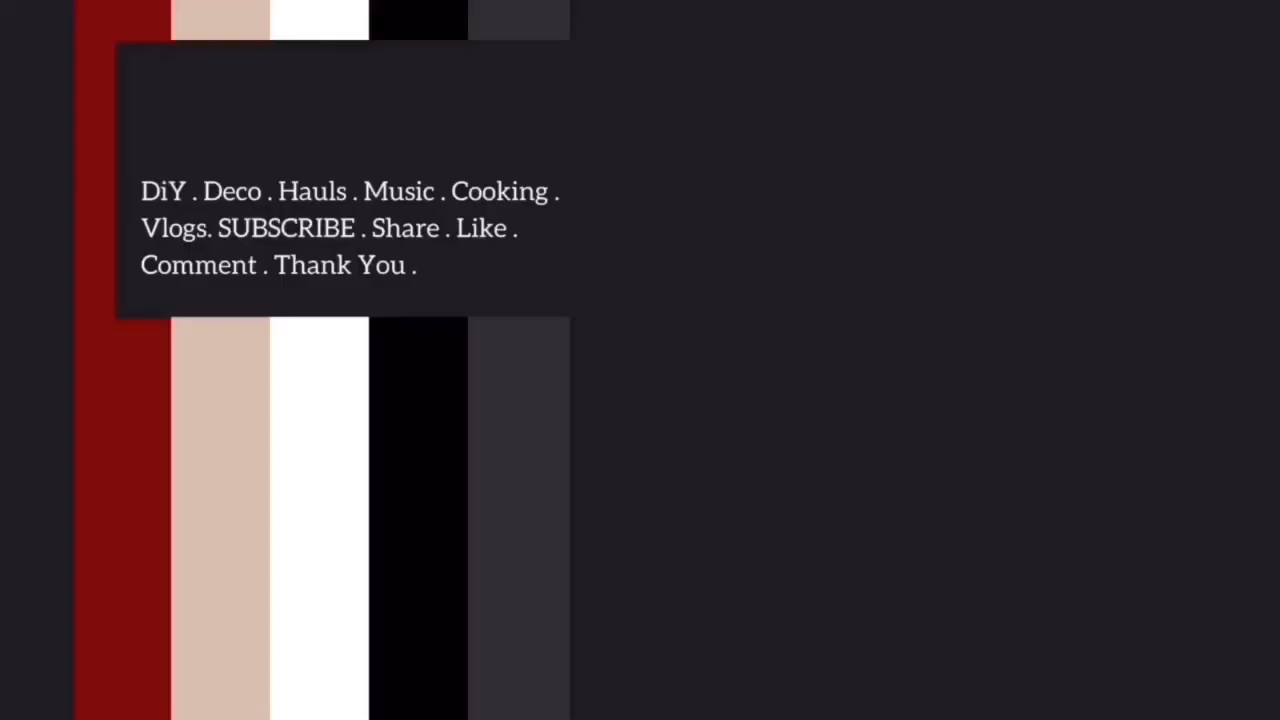 DiY . Deco . Hauls . Music . Cooking .
Vlogs. SUBSCRIBE . Share . Like .
Comment . Thank You .